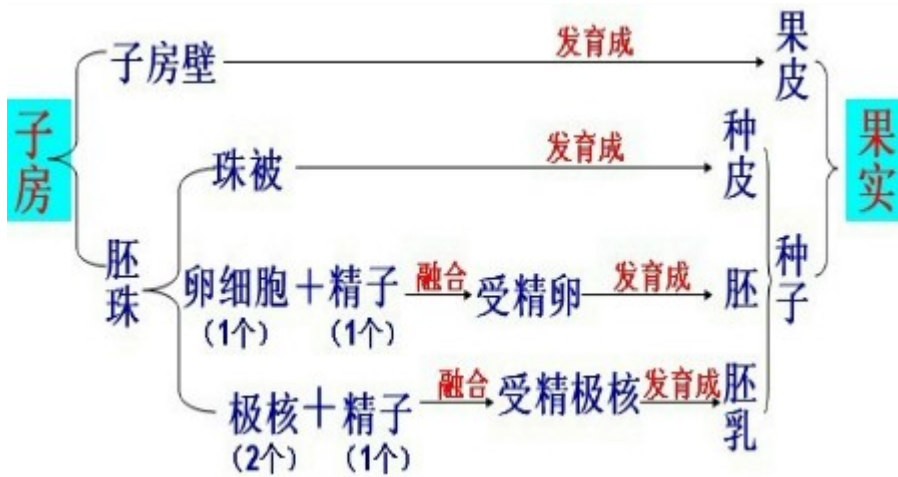 子房壁 发育成 果皮
子房
果实
珠被 发育成 种皮
胚珠
种子
卵细胞+精子 融合 受精卵 发育成 胚
(1个) (1个)
极核+精子 融合 受精极核 发育成 胚乳
(2个) (1个)